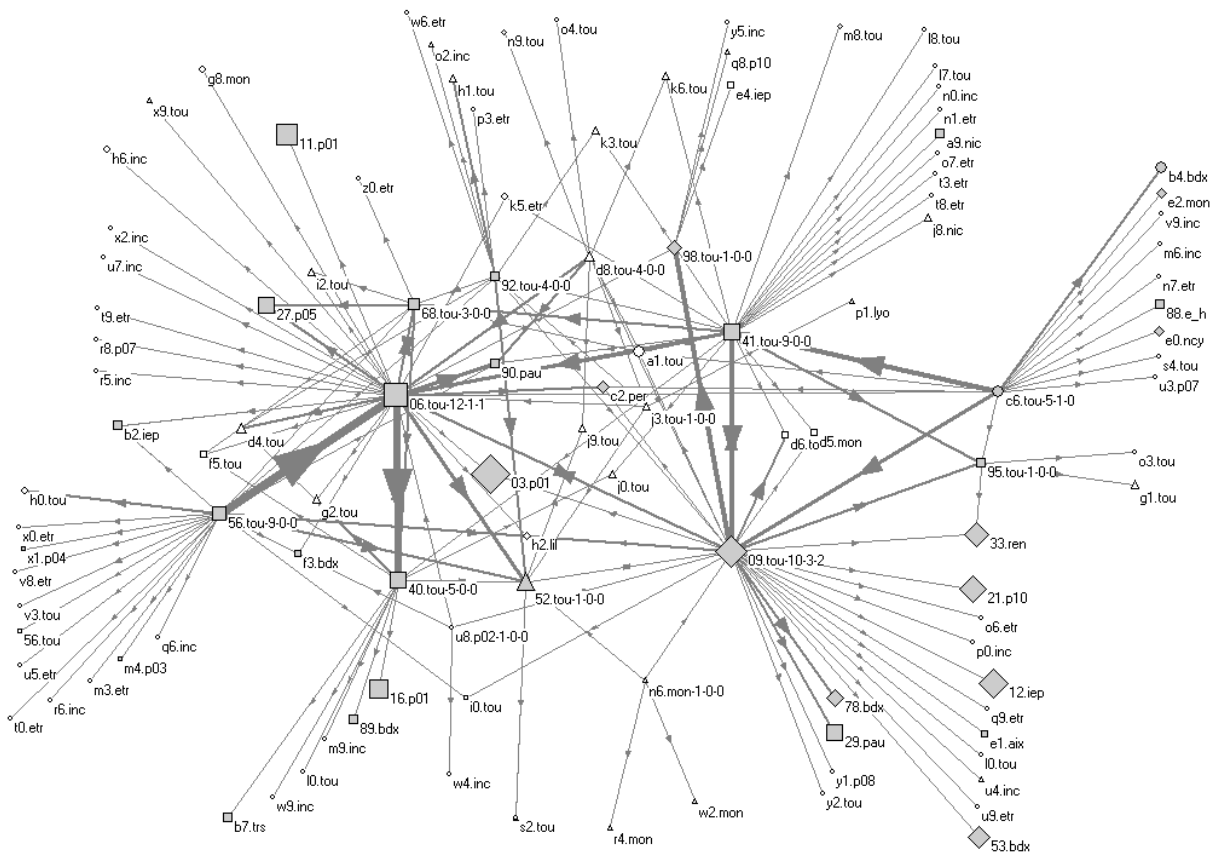 w6.etr
o4.tou
y5.inc
m8.tou
l8.tou
n9.tou
o2.inc
q8.p10
g8.mon
h1.tou
k6.tou
e4.iep
l7.tou
n0.inc
x9.tou
p3.etr
n1.etr
11.p01
k3.tou
a9.nic
h6.inc
o7.etr
t3.etr
b4.bdx
z0.etr
k5.etr
t8.etr
e2.mon
j8.nic
v9.inc
x2.inc
98.tou-1-0-0
m6.inc
u7.inc
i2.tou
92.tou-4-0-0
d8.tou-4-0-0
n7.etr
27.p05
68.tou-3-0-0
p1.lyo
88.e_h
t9.etr
41.tou-9-0-0
e0.ncy
r8.p07
a1.tou
90.pau
s4.tou
r5.inc
u3.p07
06.tou-12-1-1
c2.per
c6.tou-5-1-0
b2.iep
d4.tou
j3.tou-1-0-0
j9.tou
d6.to
d5.mon
f5.tou
o3.tou
95.tou-1-0-0
03.p01
j0.tou
g1.tou
h0.tou
g2.tou
56.tou-9-0-0
x0.etr
33.ren
h2.lil
x1.p04
f3.bdx
09.tou-10-3-2
v8.etr
40.tou-5-0-0
52.tou-1-0-0
21.p10
v3.tou
o6.etr
56.tou
q6.inc
u8.p02-1-0-0
p0.inc
u5.etr
m4.p03
m3.etr
16.p01
n6.mon-1-0-0
12.iep
r6.inc
i0.tou
78.bdx
t0.etr
89.bdx
q9.etr
29.pau
e1.aix
m9.inc
l0.tou
l0.tou
w4.inc
y1.p08
u4.inc
w9.inc
y2.tou
w2.mon
u9.etr
b7.trs
s2.tou
r4.mon
53.bdx